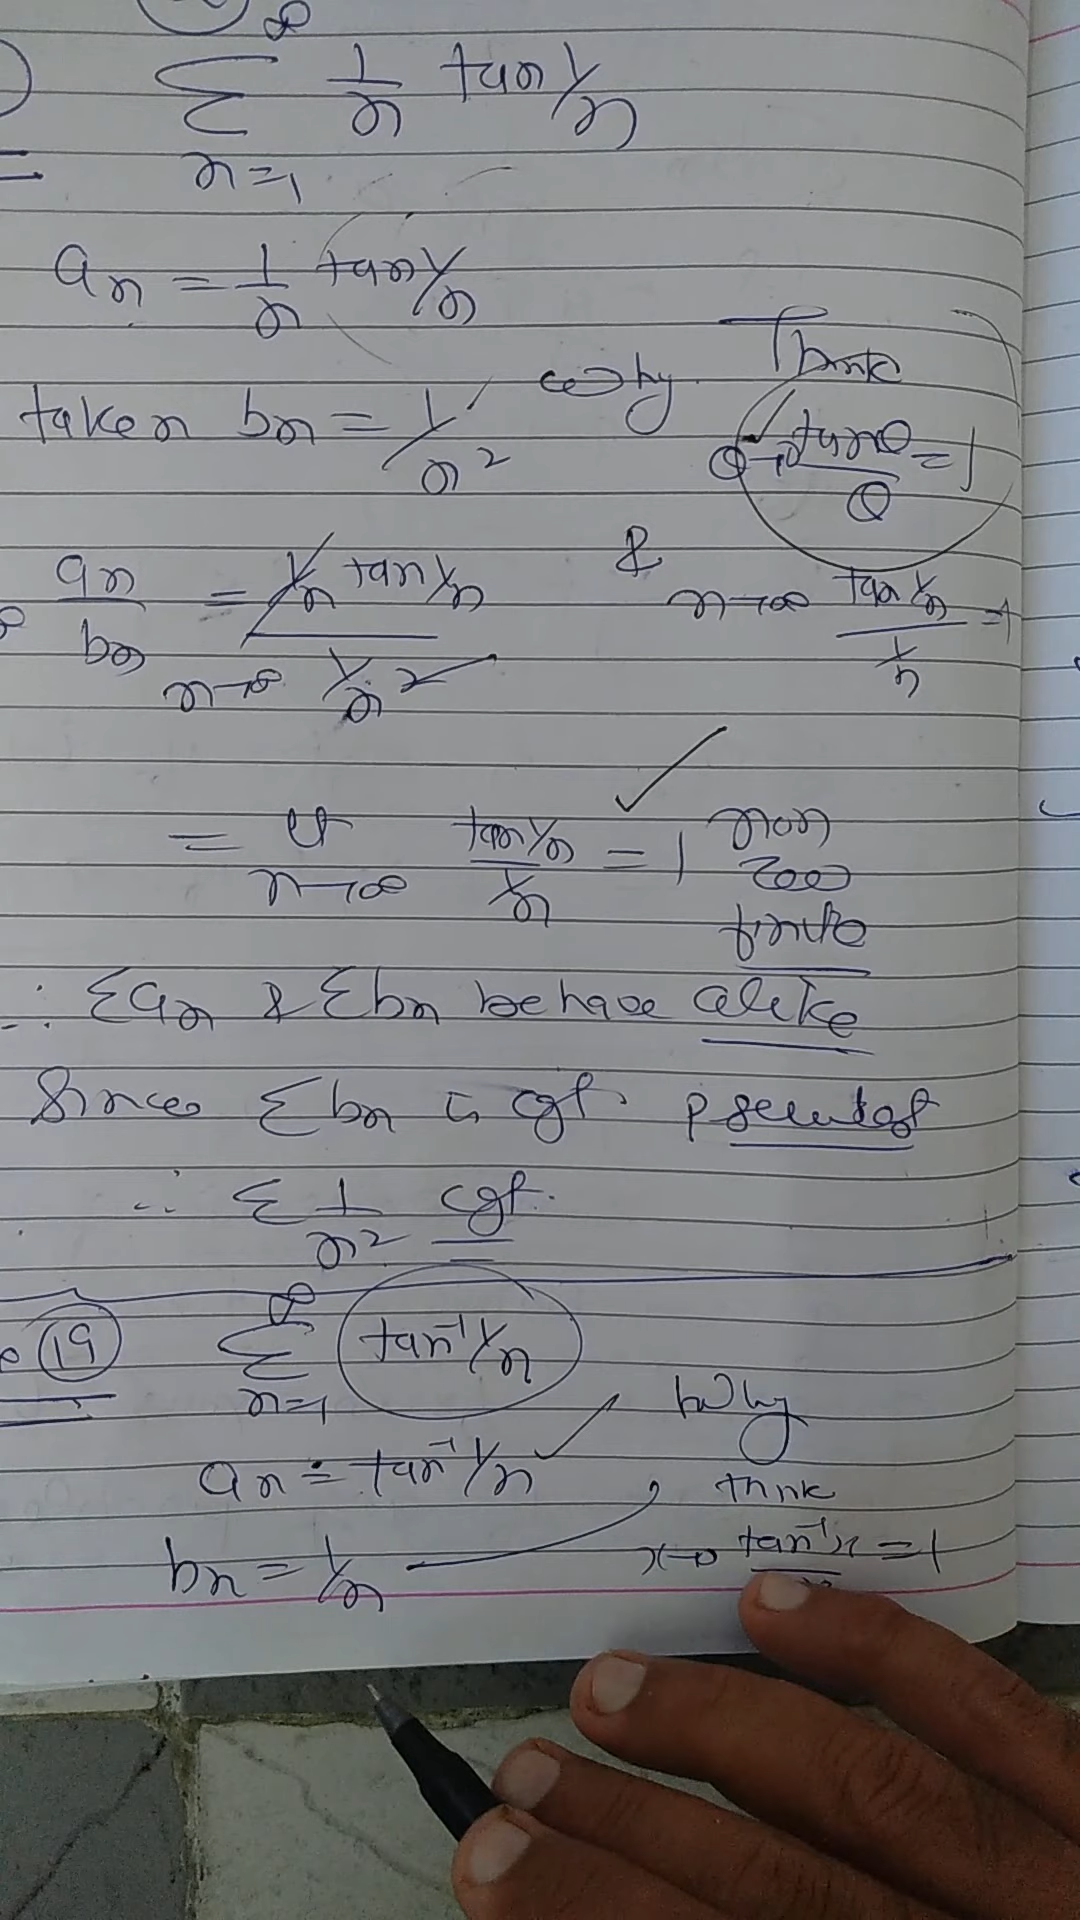 ∞
∑ 1/n tan 1/n
n=1
an = 1/n tan 1/n
taken bn = 1/n² why Think
θ→0 tanθ/θ = 1
an/bn = 1/n tan 1/n / 1/n² n→∞ & n→∞ tan 1/n / 1/n = 1
= lt n→∞ tan 1/n / 1/n = 1 non
zero
finite
∴ Σan & Σbn behave alike
Since Σbn is cgt. p series test
∴ Σ 1/n² cgt.
19 ∞ ∑ n=1 tan⁻¹ 1/n
why
an = tan⁻¹ 1/n think
bn = 1/n x→0 tan⁻¹x = 1